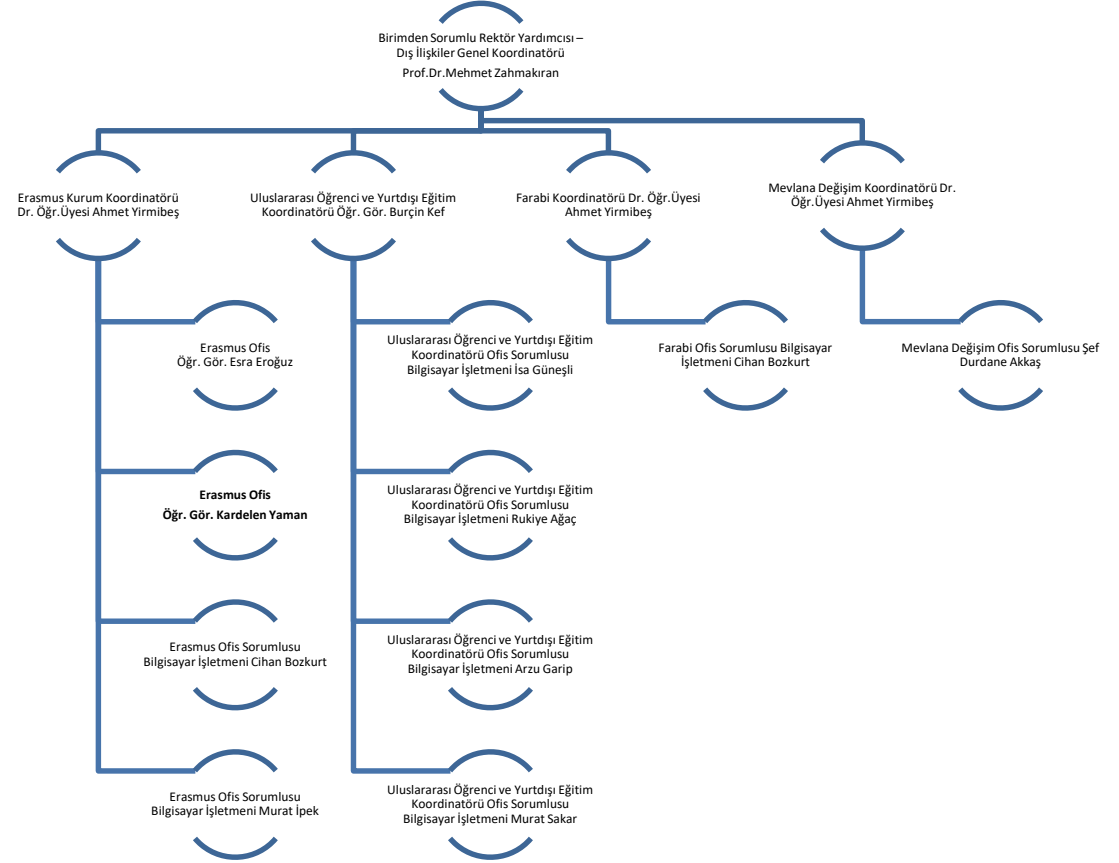 Birimden Sorumlu Rektör Yardımcısı –
Dış İlişkiler Genel Koordinatörü
Prof.Dr.Mehmet Zahmakıran
Erasmus Kurum Koordinatörü
Dr. Öğr.Üyesi Ahmet Yirmibeş
Uluslararası Öğrenci ve Yurtdışı Eğitim
Koordinatörü Öğr. Gör. Burçin Kef
Farabi Koordinatörü Dr. Öğr.Üyesi
Ahmet Yirmibeş
Mevlana Değişim Koordinatörü Dr.
Öğr.Üyesi Ahmet Yirmibeş
Erasmus Ofis
Öğr. Gör. Esra Eroğuz
Erasmus Ofis
Öğr. Gör. Kardelen Yaman
Erasmus Ofis Sorumlusu
Bilgisayar İşletmeni Cihan Bozkurt
Erasmus Ofis Sorumlusu
Bilgisayar İşletmeni Murat İpek
Uluslararası Öğrenci ve Yurtdışı Eğitim
Koordinatörü Ofis Sorumlusu
Bilgisayar İşletmeni İsa Güneşli
Uluslararası Öğrenci ve Yurtdışı Eğitim
Koordinatörü Ofis Sorumlusu
Bilgisayar İşletmeni Rukiye Ağaç
Uluslararası Öğrenci ve Yurtdışı Eğitim
Koordinatörü Ofis Sorumlusu
Bilgisayar İşletmeni Arzu Garip
Uluslararası Öğrenci ve Yurtdışı Eğitim
Koordinatörü Ofis Sorumlusu
Bilgisayar İşletmeni Murat Sakar
Farabi Ofis Sorumlusu Bilgisayar
İşletmeni Cihan Bozkurt
Mevlana Değişim Ofis Sorumlusu Şef
Durdane Akkaş